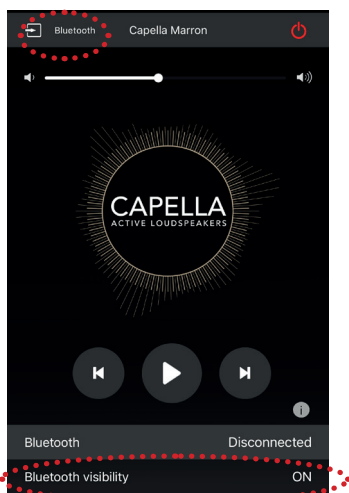 Bluetooth Capella Marron
CAPELLA
ACTIVE LOUDSPEAKERS
i
Bluetooth Disconnected
Bluetooth visibility ON